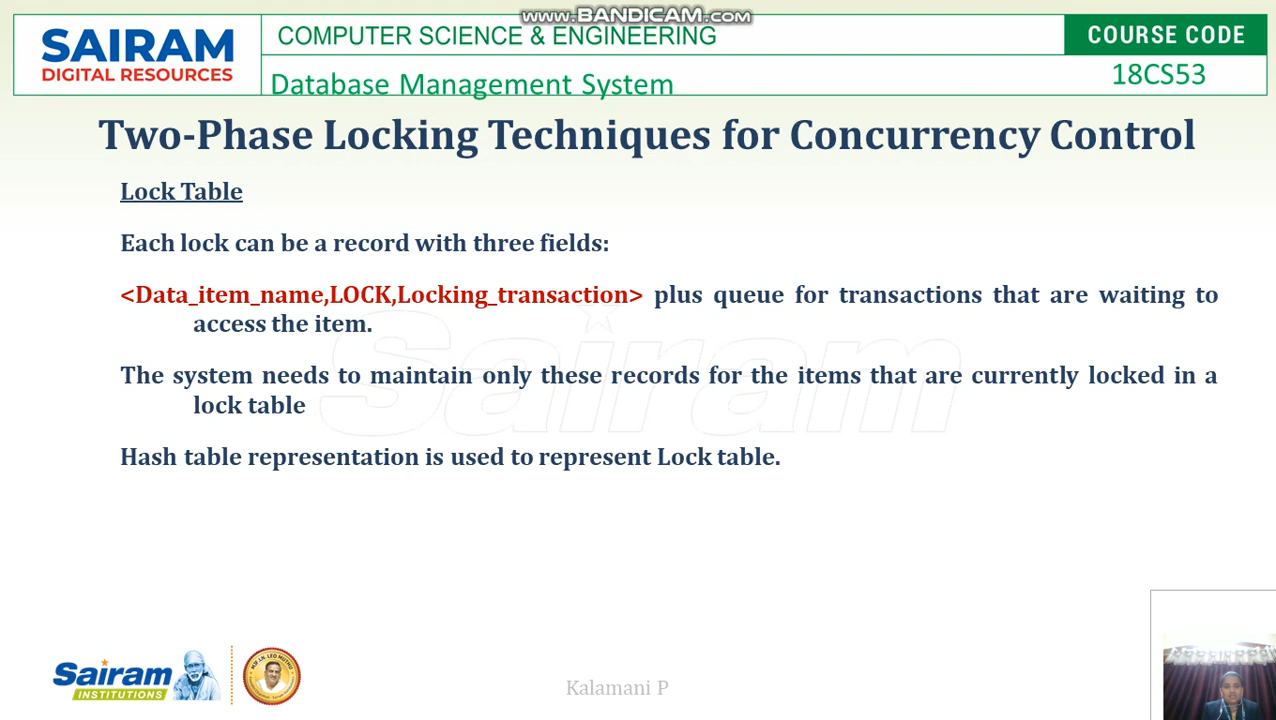 www.BANDICAM.com
SAIRAM
DIGITAL RESOURCES
COMPUTER SCIENCE & ENGINEERING
COURSE CODE
Database Management System
18CS53
Two-Phase Locking Techniques for Concurrency Control
Lock Table
Each lock can be a record with three fields:
<Data_item_name,LOCK,Locking_transaction> plus queue for transactions that are waiting to
access the item.
The system needs to maintain only these records for the items that are currently locked in a
lock table
Hash table representation is used to represent Lock table.
Sairam
Sairam
INSTITUTIONS
Kalamani P